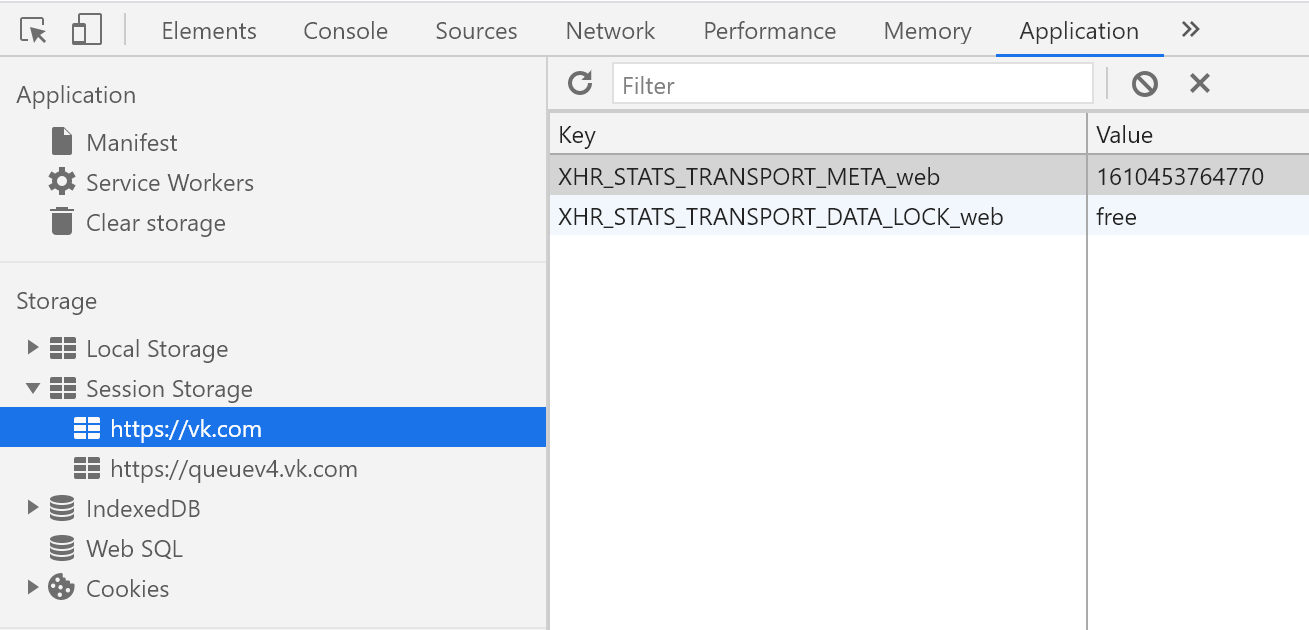 Elements Console Sources Network Performance Memory Application »
Application
Manifest
Service Workers
Clear storage
Storage
Local Storage
Session Storage
https://vk.com
https://queuev4.vk.com
IndexedDB
Web SQL
Cookies
Filter
Key Value
XHR_STATS_TRANSPORT_META_web 1610453764770
XHR_STATS_TRANSPORT_DATA_LOCK_web free